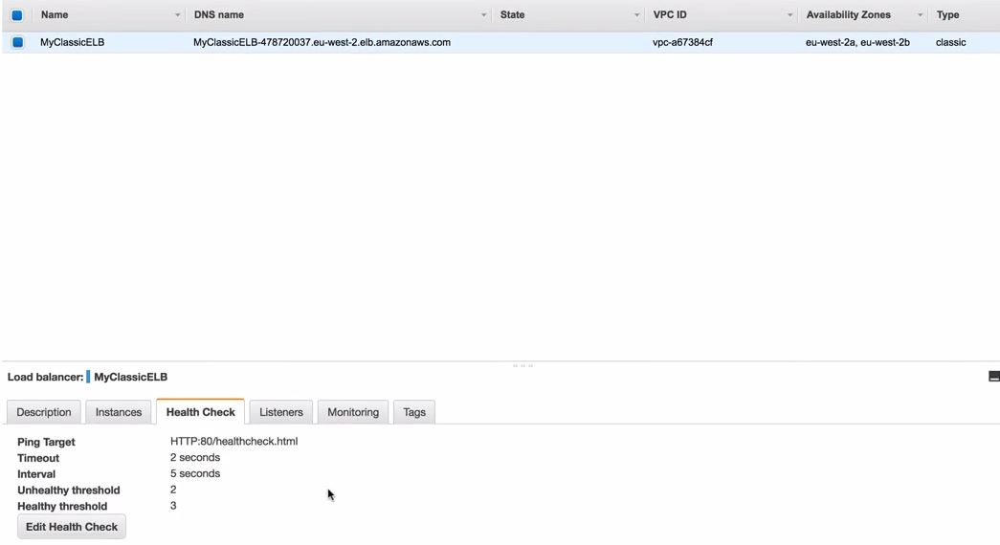 Name DNS name State VPC ID Availability Zones Type
MyClassicELB MyClassicELB-478720037.eu-west-2.elb.amazonaws.com vpc-a67384cf eu-west-2a, eu-west-2b classic
Load balancer: MyClassicELB
Description Instances Health Check Listeners Monitoring Tags
Ping Target HTTP:80/healthcheck.html
Timeout 2 seconds
Interval 5 seconds
Unhealthy threshold 2
Healthy threshold 3
Edit Health Check